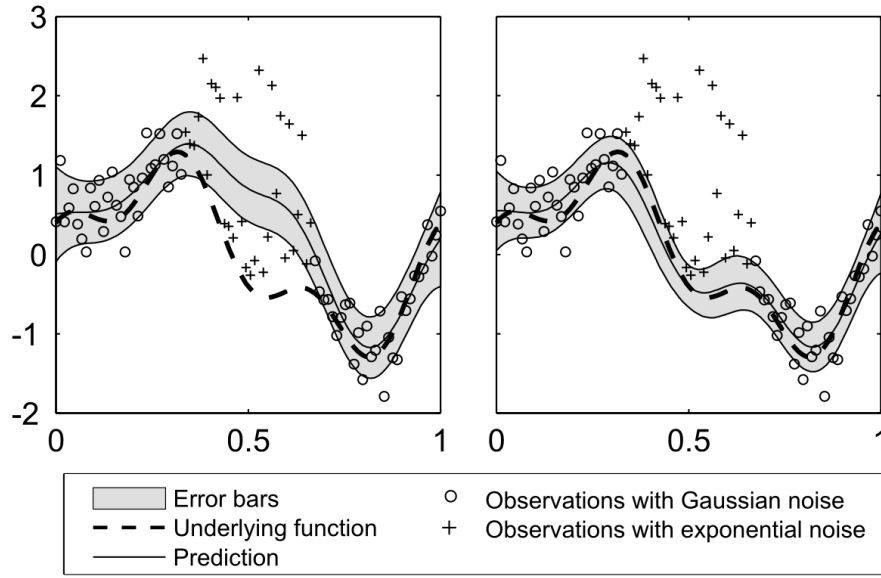 3
2
1
0
-1
-2
0 0.5 1
0 0.5 1
Error bars
Underlying function
Prediction
Observations with Gaussian noise
Observations with exponential noise